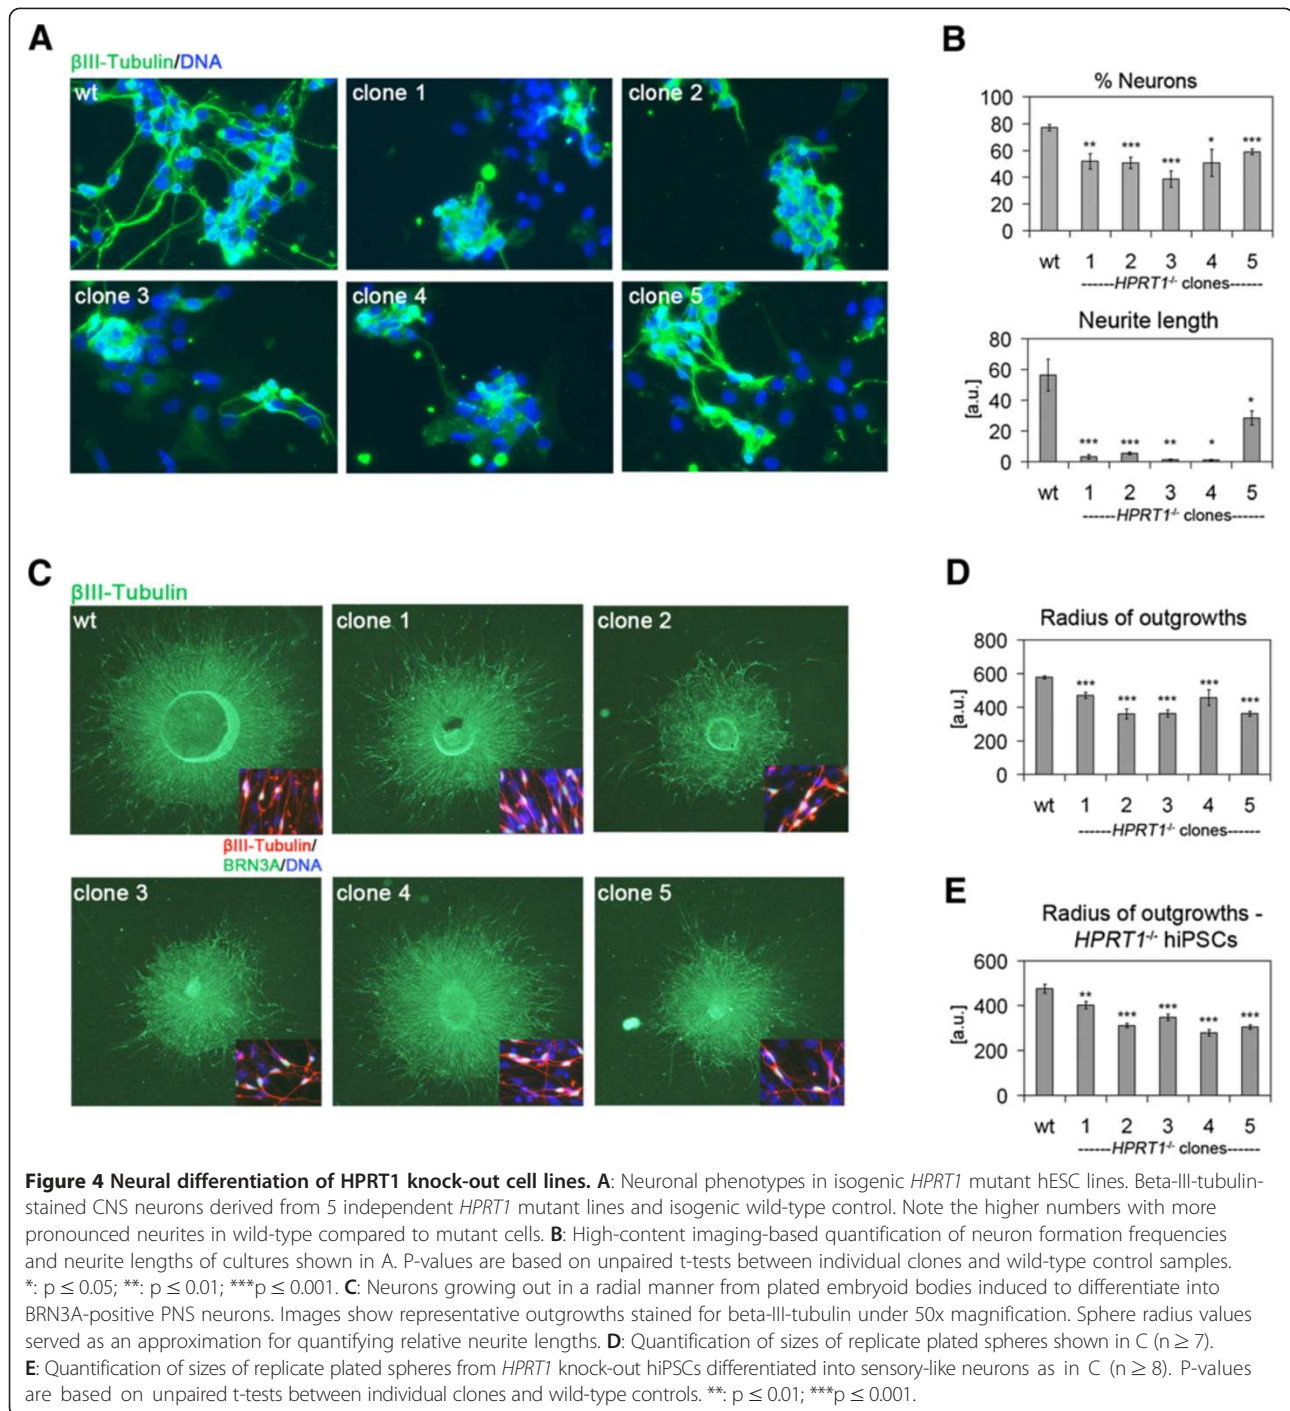 A
βIII-Tubulin/DNA
wt
clone 1
clone 2
clone 3
clone 4
clone 5
B
% Neurons
100
80
60
40
20
0
**
***
***
*
***
wt 1 2 3 4 5
------HPRT1-/- clones------
Neurite length
[a.u.]
80
60
40
20
0
***
***
**
*
*
wt 1 2 3 4 5
------HPRT1-/- clones------
C
βIII-Tubulin
wt
clone 1
clone 2
βIII-Tubulin/
BRN3A/DNA
clone 3
clone 4
clone 5
D
Radius of outgrowths
[a.u.]
800
600
400
200
0
***
***
***
***
***
wt 1 2 3 4 5
------HPRT1-/- clones------
E
Radius of outgrowths -
HPRT1-/- hiPSCs
[a.u.]
600
400
200
0
**
***
***
***
***
wt 1 2 3 4 5
------HPRT1-/- clones------
Figure 4 Neural differentiation of HPRT1 knock-out cell lines. A: Neuronal phenotypes in isogenic HPRT1 mutant hESC lines. Beta-III-tubulin-
stained CNS neurons derived from 5 independent HPRT1 mutant lines and isogenic wild-type control. Note the higher numbers with more
pronounced neurites in wild-type compared to mutant cells. B: High-content imaging-based quantification of neuron formation frequencies
and neurite lengths of cultures shown in A. P-values are based on unpaired t-tests between individual clones and wild-type control samples.
*: p ≤ 0.05; **: p ≤ 0.01; ***p ≤ 0.001. C: Neurons growing out in a radial manner from plated embryoid bodies induced to differentiate into
BRN3A-positive PNS neurons. Images show representative outgrowths stained for beta-III-tubulin under 50x magnification. Sphere radius values
served as an approximation for quantifying relative neurite lengths. D: Quantification of sizes of replicate plated spheres shown in C (n ≥ 7).
E: Quantification of sizes of replicate plated spheres from HPRT1 knock-out hiPSCs differentiated into sensory-like neurons as in C (n ≥ 8). P-values
are based on unpaired t-tests between individual clones and wild-type controls. **: p ≤ 0.01; ***p ≤ 0.001.